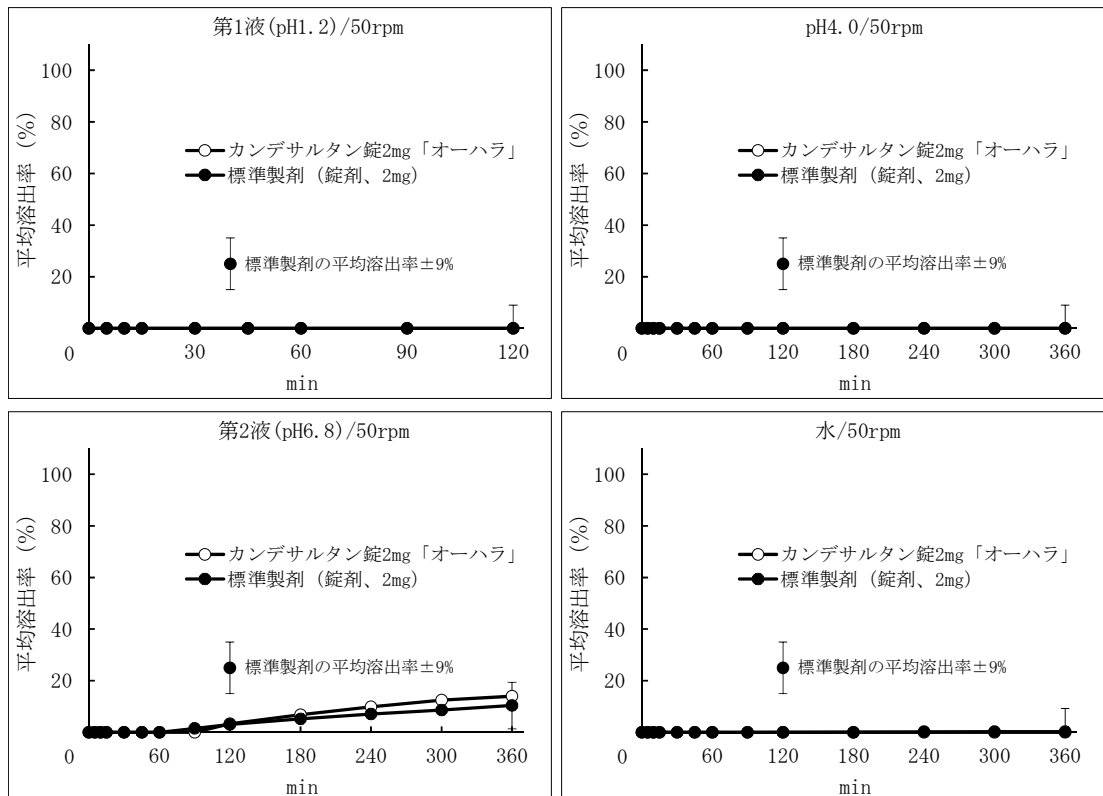 第1液(pH1.2)/50rpm
平均溶出率 (%)
100
80
60
40
20
0
カンデサルタン錠2mg「オーハラ」
標準製剤 (錠剤、2mg)
標準製剤の平均溶出率±9%
30
60
90
120
min
pH4.0/50rpm
平均溶出率 (%)
100
80
60
40
20
0
カンデサルタン錠2mg「オーハラ」
標準製剤 (錠剤、2mg)
標準製剤の平均溶出率±9%
60
120
180
240
300
360
min
第2液(pH6.8)/50rpm
平均溶出率 (%)
100
80
60
40
20
0
カンデサルタン錠2mg「オーハラ」
標準製剤 (錠剤、2mg)
標準製剤の平均溶出率±9%
60
120
180
240
300
360
min
水/50rpm
平均溶出率 (%)
100
80
60
40
20
0
カンデサルタン錠2mg「オーハラ」
標準製剤 (錠剤、2mg)
標準製剤の平均溶出率±9%
60
120
180
240
300
360
min